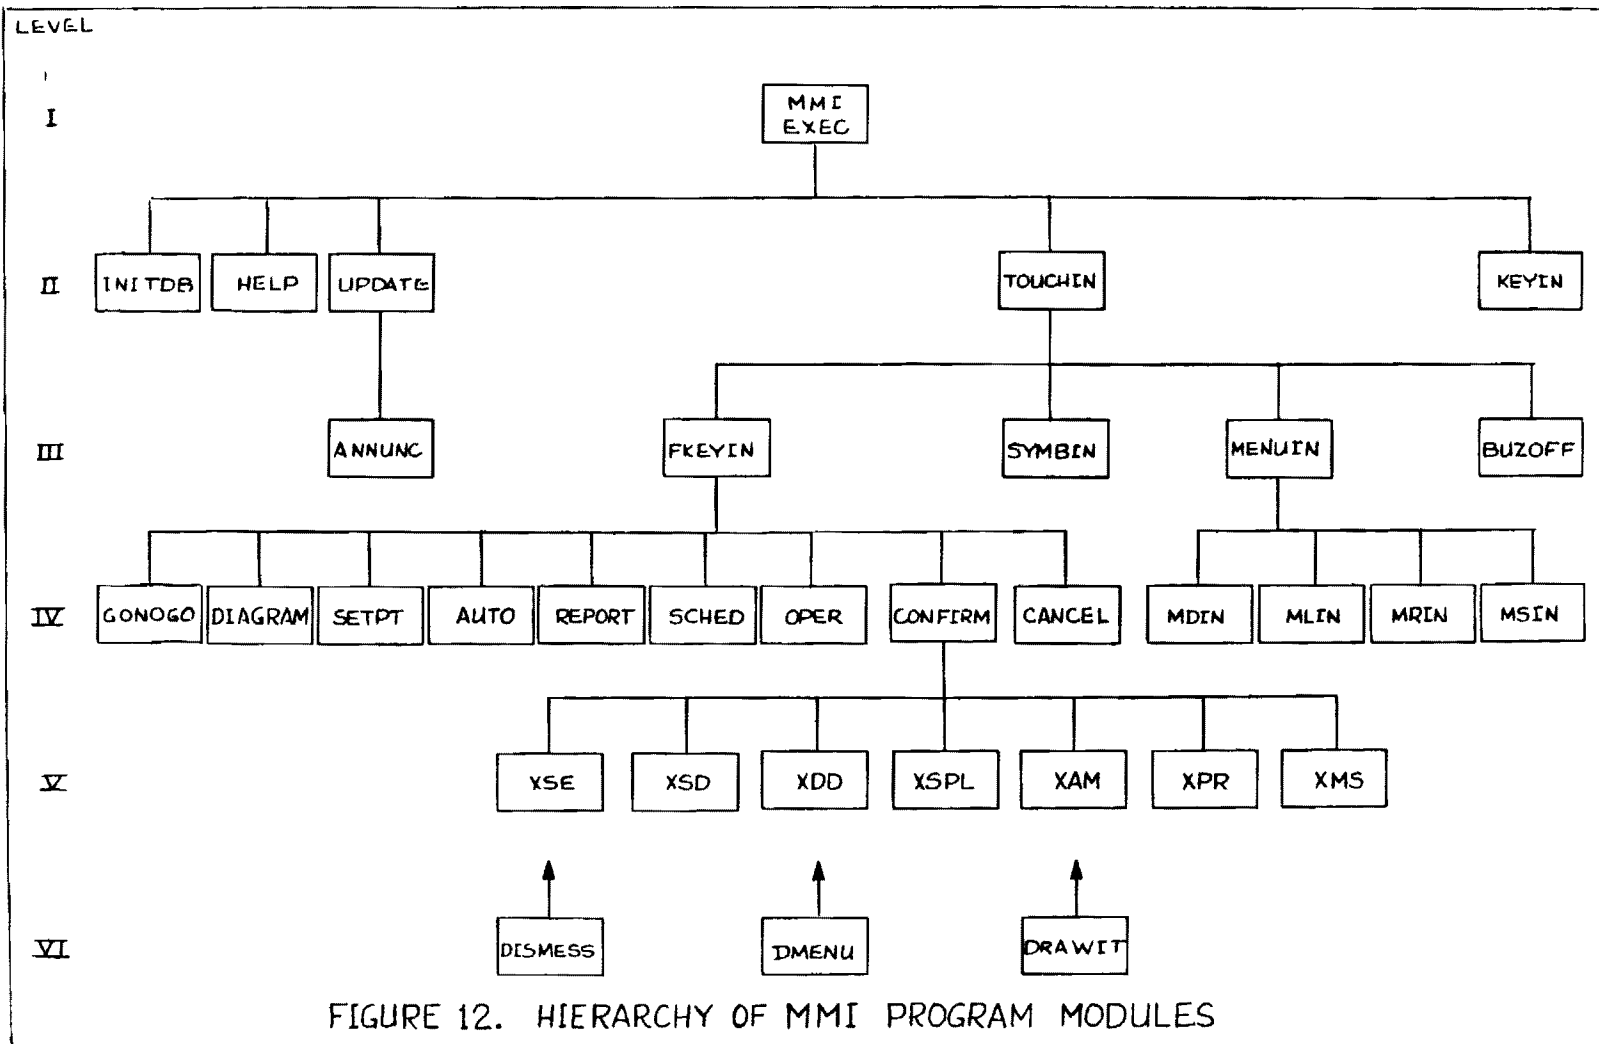 LEVEL
I
MMI
EXEC
II
INITDB
HELP
UPDATE
TOUCHIN
KEYIN
III
ANNUNC
FKEYIN
SYMBIN
MENUIN
BUZOFF
IV
GONOGO
DIAGRAM
SETPT
AUTO
REPORT
SCHED
OPER
CONFIRM
CANCEL
MDIN
MLIN
MRIN
MSIN
V
XSE
XSD
XDD
XSPL
XAM
XPR
XMS
VI
DISMESS
DMENU
DRAWIT
FIGURE 12. HIERARCHY OF MMI PROGRAM MODULES